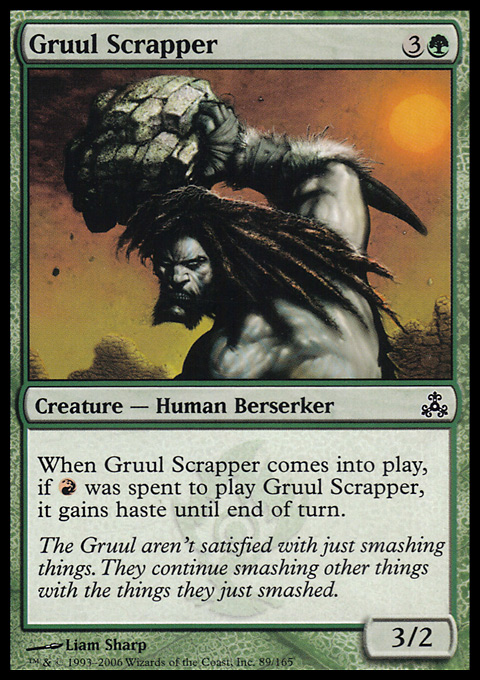 Gruul Scrapper 3
Creature — Human Berserker
When Gruul Scrapper comes into play,
if was spent to play Gruul Scrapper,
it gains haste until end of turn.
The Gruul aren't satisfied with just smashing
things. They continue smashing other things
with the things they just smashed.
Liam Sharp
3/2
™ & © 1993–2006 Wizards of the Coast, Inc. 89/165